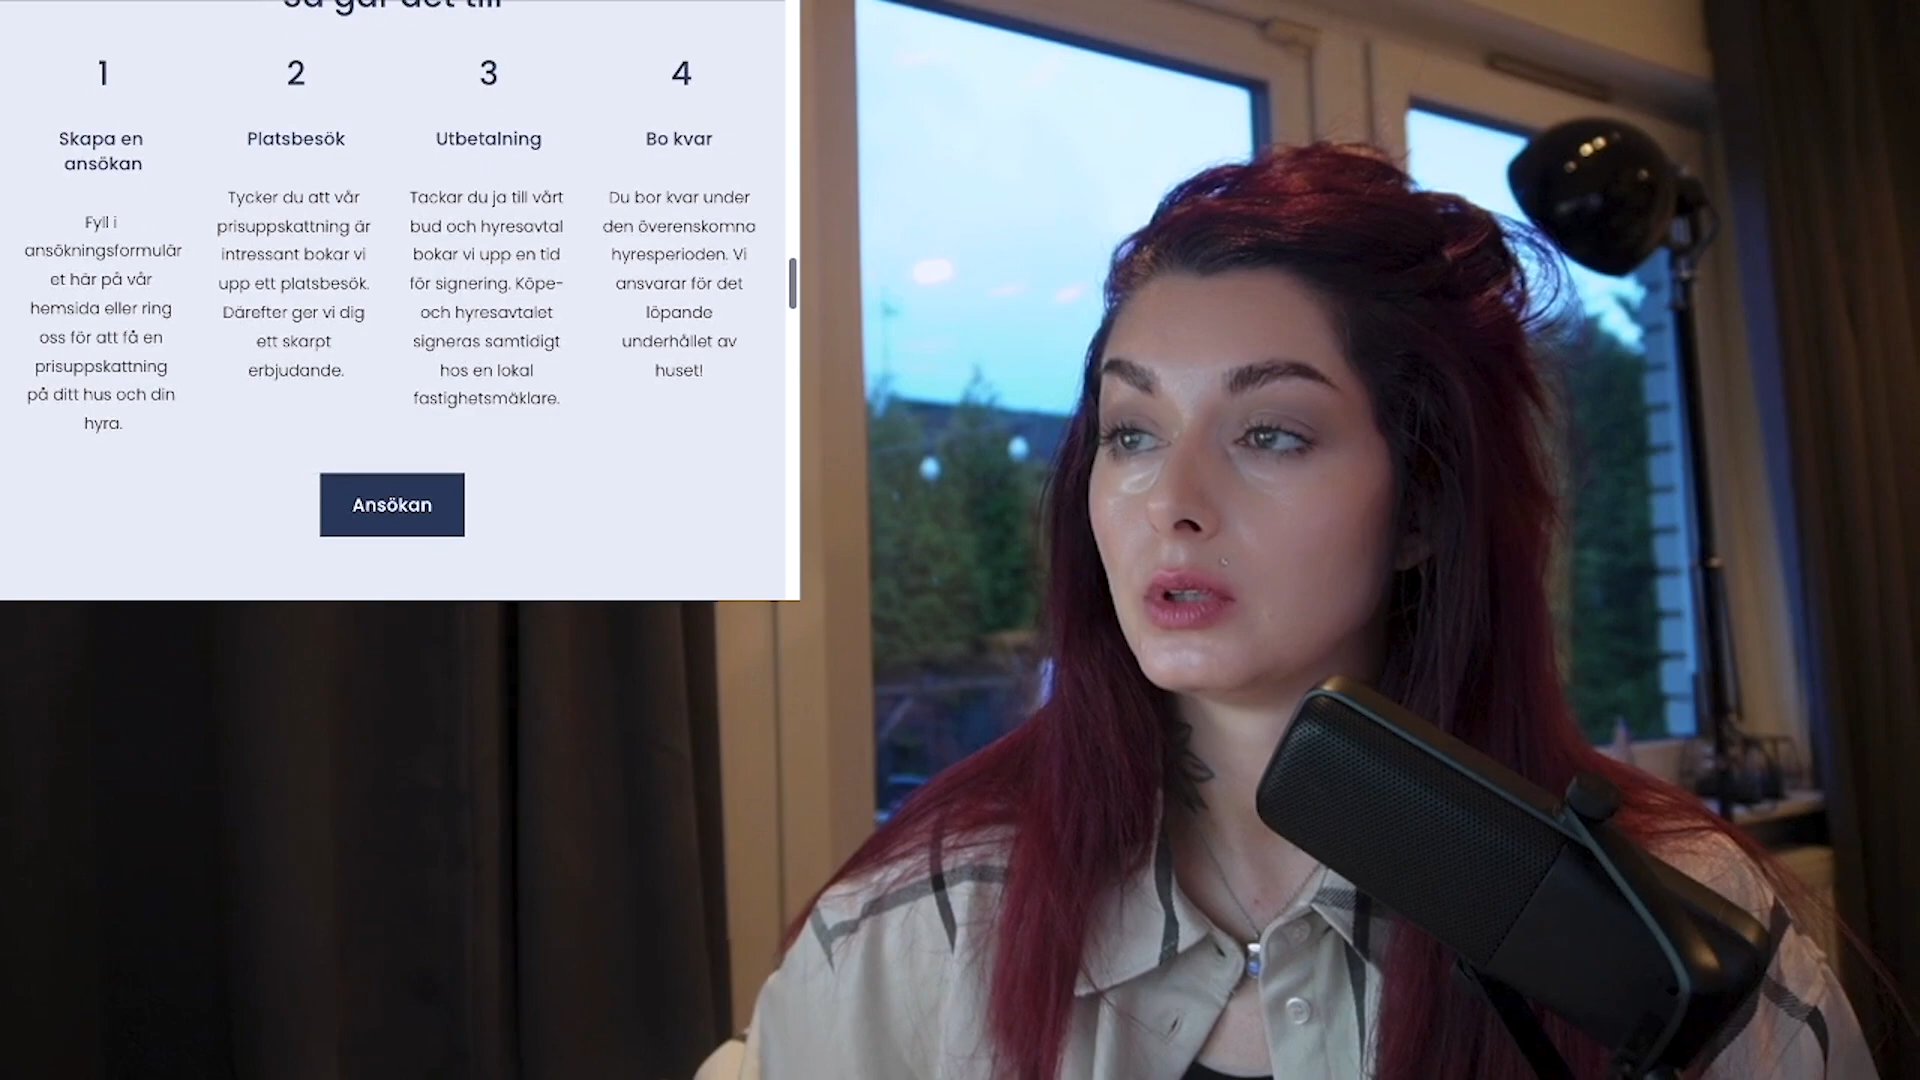 Så går det till
1
Skapa en
ansökan
Fyll i
ansökningsformulär
et här på vår
hemsida eller ring
oss för att få en
prisuppskattning
på ditt hus och din
hyra.
2
Platsbesök
Tycker du att vår
prisuppskattning är
intressant bokar vi
upp ett platsbesök.
Därefter ger vi dig
ett skarpt
erbjudande.
3
Utbetalning
Tackar du ja till vårt
bud och hyresavtal
bokar vi upp en tid
för signering. Köpe-
och hyresavtalet
signeras samtidigt
hos en lokal
fastighetsmäklare.
4
Bo kvar
Du bor kvar under
den överenskomna
hyresperioden. Vi
ansvarar för det
löpande
underhållet av
huset!
Ansökan